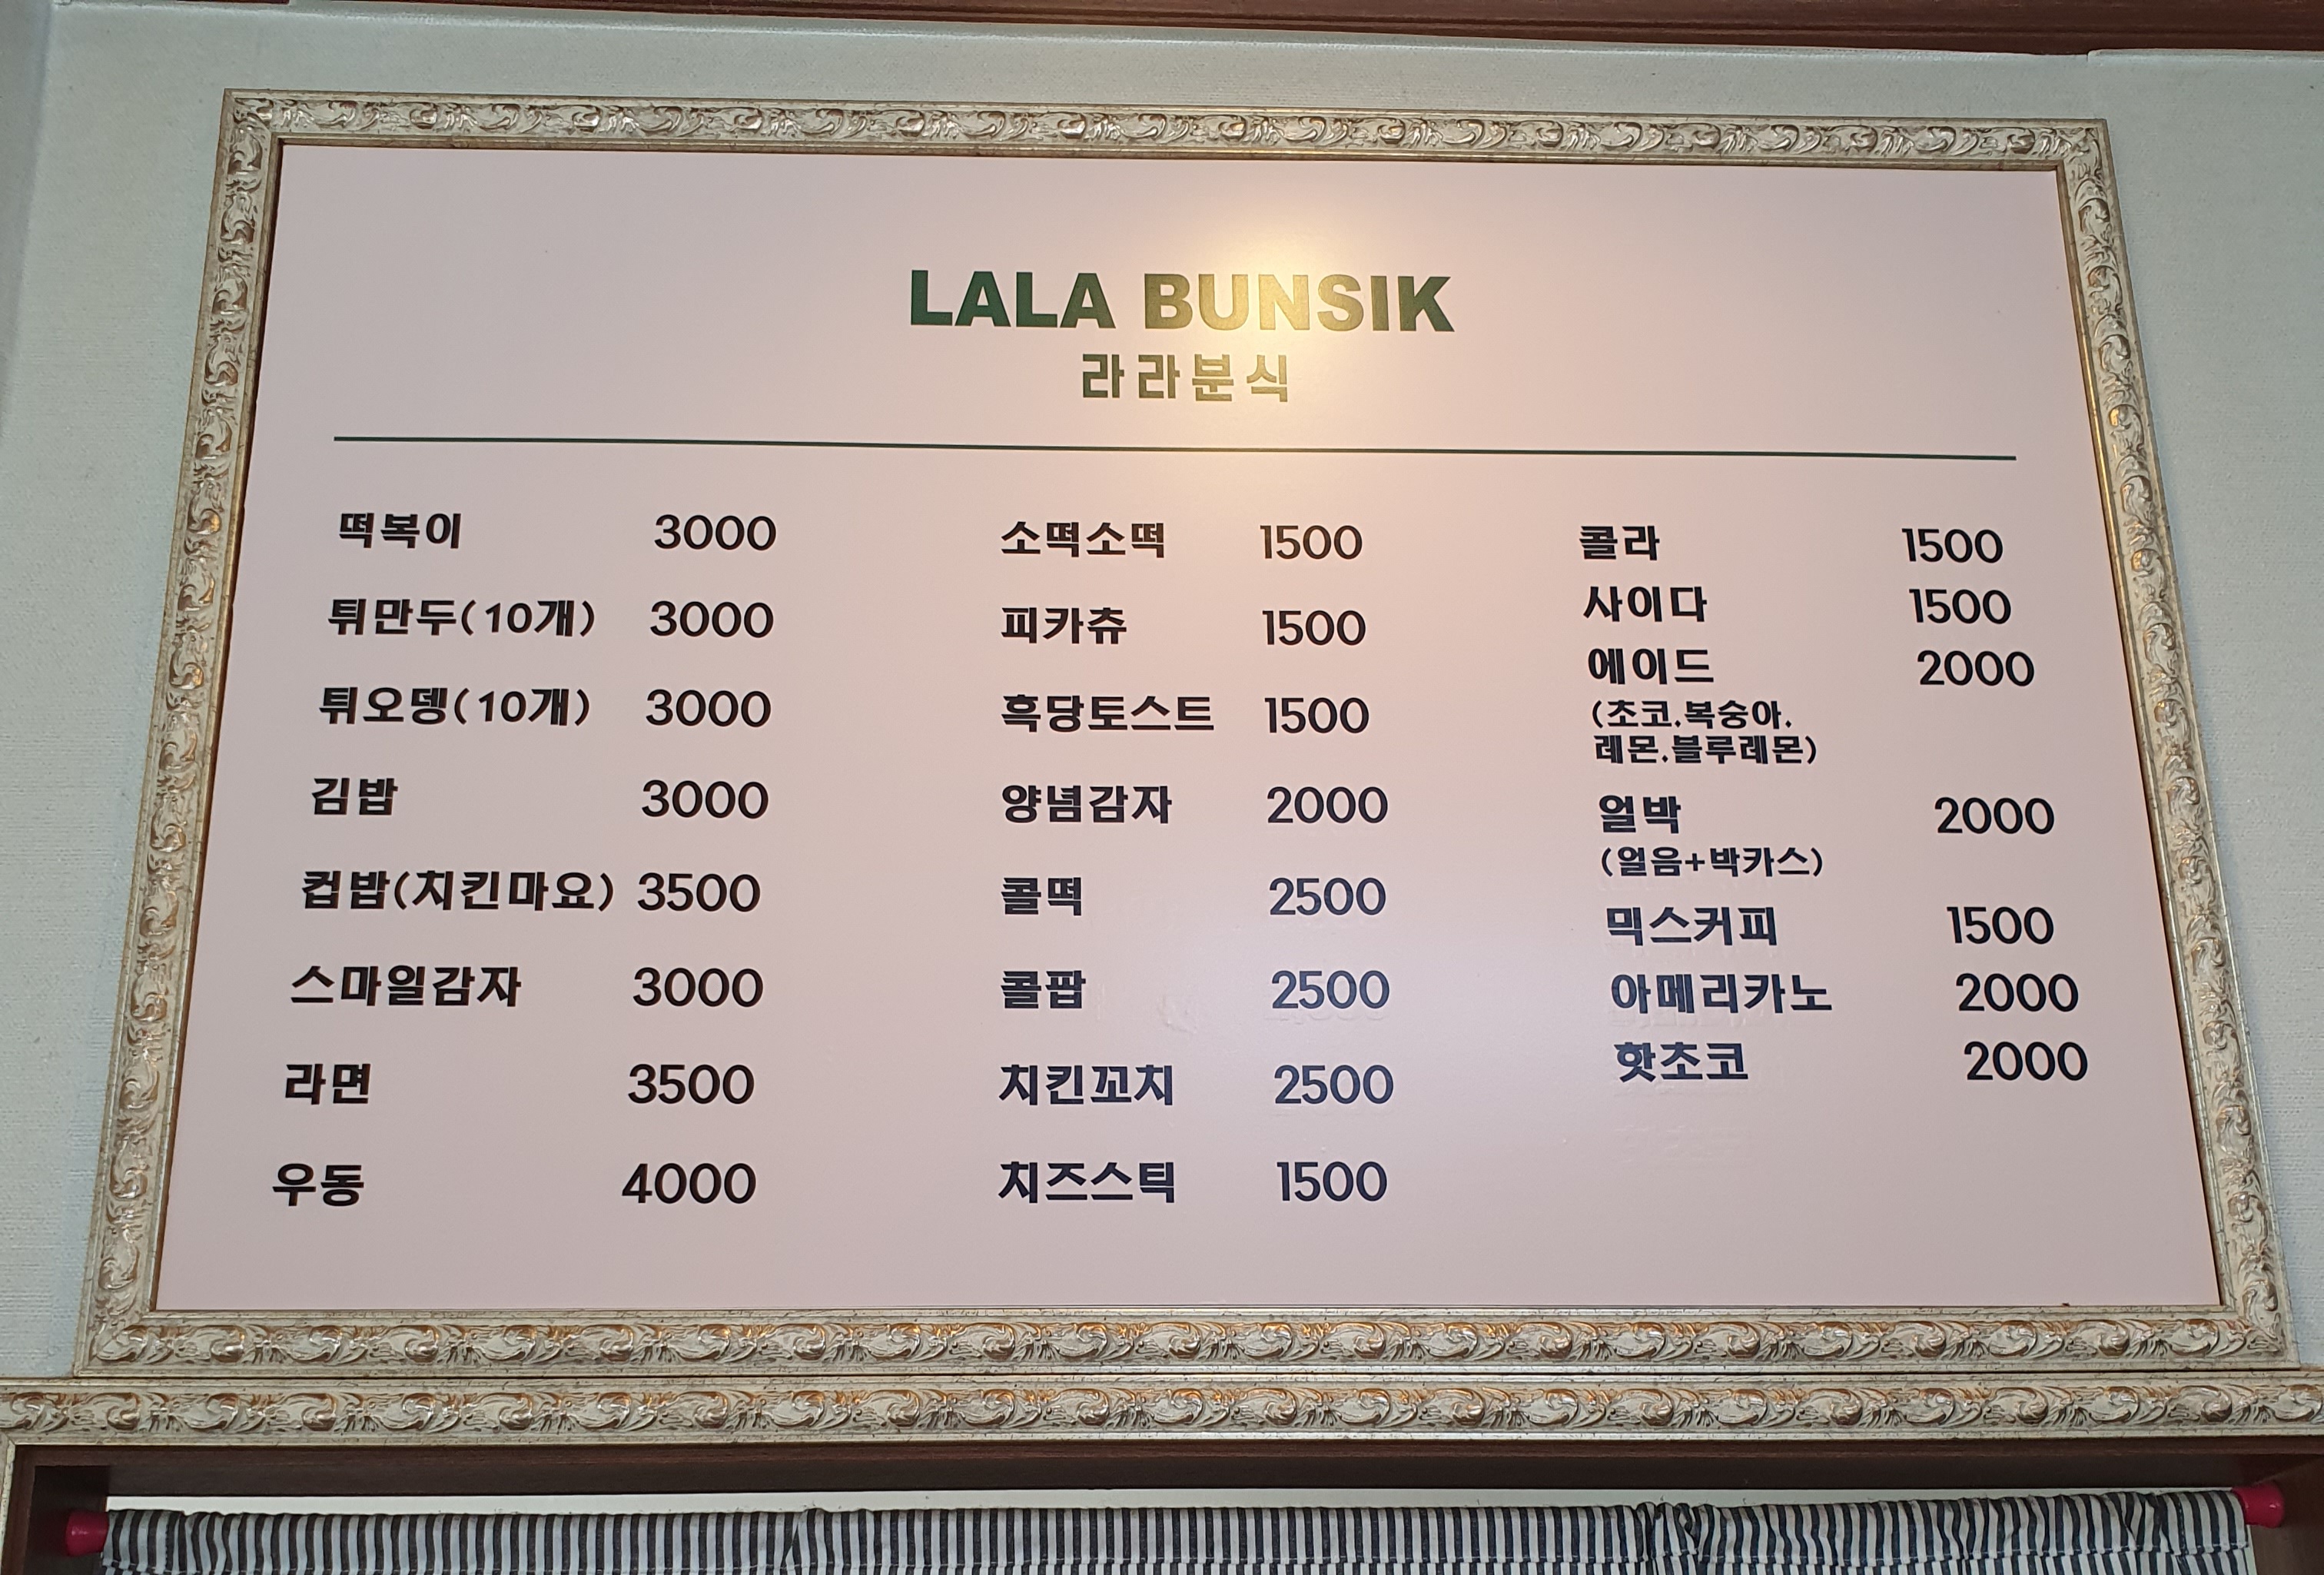 LALA BUNSIK
라라분식
떡복이 3000
튀만두(10개) 3000
튀오뎅(10개) 3000
김밥 3000
컵밥(치킨마요) 3500
스마일감자 3000
라면 3500
우동 4000
소떡소떡 1500
피카츄 1500
흑당토스트 1500
양념감자 2000
콜떡 2500
콜팝 2500
치킨꼬치 2500
치즈스틱 1500
콜라 1500
사이다 1500
에이드 2000
(초코.복숭아.
레몬.블루레몬)
얼박 2000
(얼음+박카스)
믹스커피 1500
아메리카노 2000
핫초코 2000